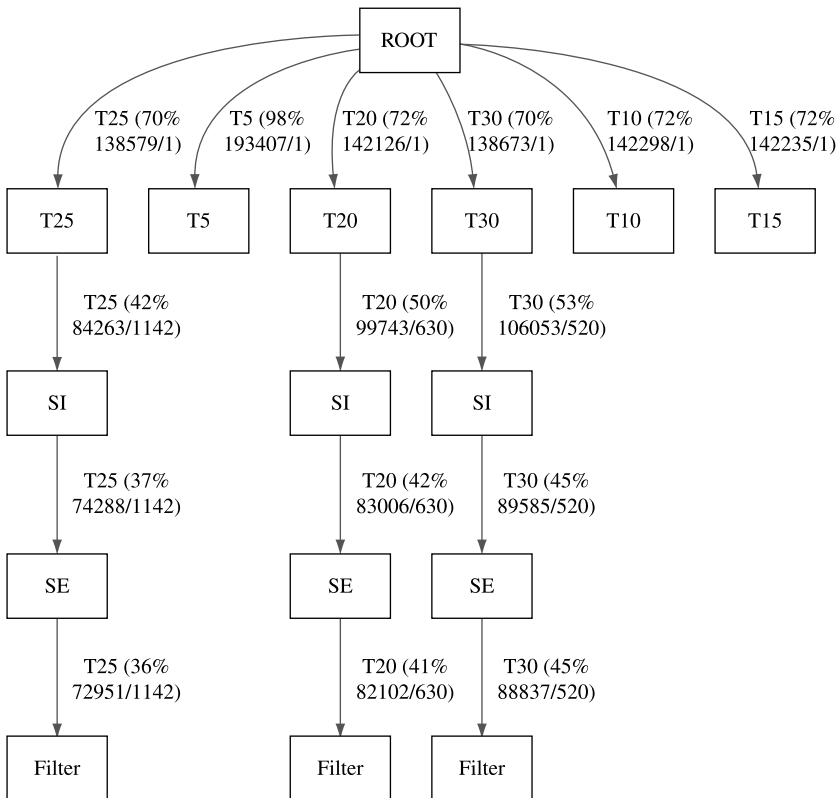 ROOT
T25 (70%
138579/1)
T5 (98%
193407/1)
T20 (72%
142126/1)
T30 (70%
138673/1)
T10 (72%
142298/1)
T15 (72%
142235/1)
T25
T5
T20
T30
T10
T15
T25 (42%
84263/1142)
T20 (50%
99743/630)
T30 (53%
106053/520)
SI
SI
SI
T25 (37%
74288/1142)
T20 (42%
83006/630)
T30 (45%
89585/520)
SE
SE
SE
T25 (36%
72951/1142)
T20 (41%
82102/630)
T30 (45%
88837/520)
Filter
Filter
Filter